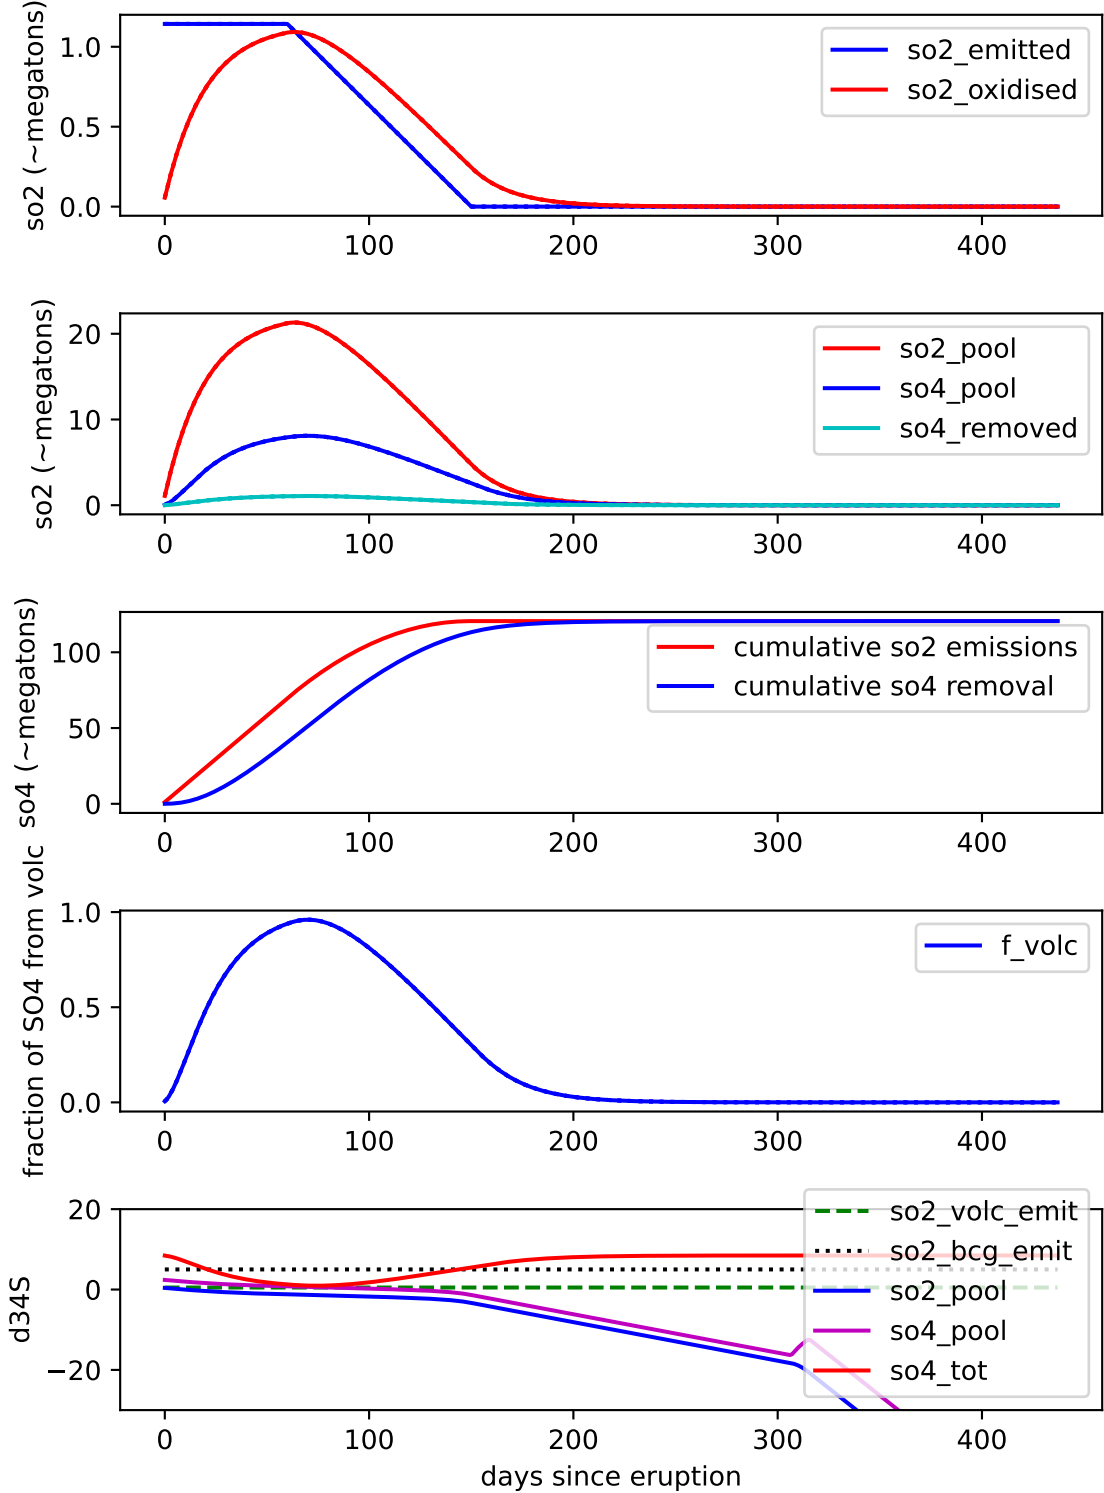 so2 (~megatons)
1.0
0.5
0.0
so2_emitted
so2_oxidised
0 100 200 300 400
so2 (~megatons)
20
10
0
so2_pool
so4_pool
so4_removed
0 100 200 300 400
so4 (~megatons)
100
50
0
cumulative so2 emissions
cumulative so4 removal
0 100 200 300 400
fraction of SO4 from volc
1.0
0.5
0.0
f_volc
0 100 200 300 400
d34S
20
0
−20
so2_volc_emit
so2_bcg_emit
so2_pool
so4_pool
so4_tot
0 100 200 300 400
days since eruption